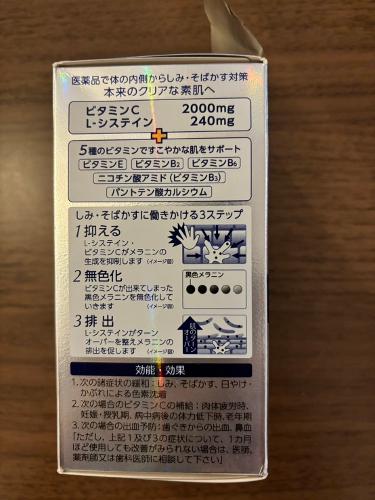 医薬品で体の内側からしみ・そばかす対策
本来のクリアな素肌へ
ビタミンC 2000mg
L-システイン 240mg
5種のビタミンですこやかな肌をサポート
ビタミンE ビタミンB2 ビタミンB6
ニコチン酸アミド(ビタミンB3)
パントテン酸カルシウム
しみ・そばかすに働きかける3ステップ
1 抑える
L-システイン・
ビタミンCがメラニンの
生成を抑制します(イメージ図)
2 無色化
ビタミンCが出来てしまった
黒色メラニンを無色化して
いきます (イメージ図)
黒色メラニン
3 排出
L-システインがターン
オーバーを整えメラニンの
排出を促します (イメージ図)
肌のターン
オーバー
効能・効果
1.次の諸症状の緩和:しみ、そばかす、日やけ・
かぶれによる色素沈着
2.次の場合のビタミンCの補給:肉体疲労時、
妊娠・授乳期、病中病後の体力低下時、老年期
3.次の場合の出血予防:歯ぐきからの出血、鼻血
「ただし、上記1及び3の症状について、1カ月
ほど使用しても改善がみられない場合は、医師、
薬剤師又は歯科医師に相談して下さい」